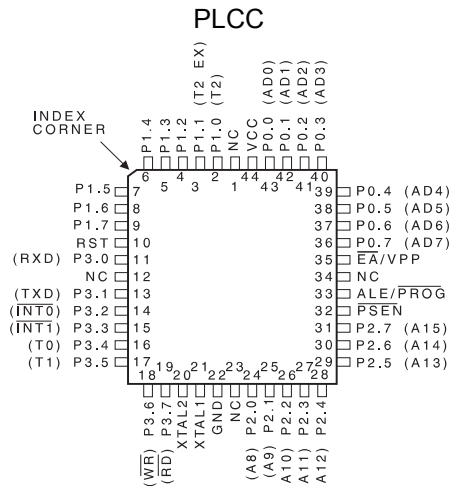 PLCC
INDEX
CORNER
P1.4
P1.3
P1.2
P1.1 (T2 EX)
P1.0 (T2)
NC
VCC
P0.0 (AD0)
P0.1 (AD1)
P0.2 (AD2)
P0.3 (AD3)
6
5
4
3
2
1
44
43
42
41
40
P1.5 7
P1.6 8
P1.7 9
RST 10
(RXD) P3.0 11
NC 12
(TXD) P3.1 13
(INT0) P3.2 14
(INT1) P3.3 15
(T0) P3.4 16
(T1) P3.5 17
39 P0.4 (AD4)
38 P0.5 (AD5)
37 P0.6 (AD6)
36 P0.7 (AD7)
35 EA/VPP
34 NC
33 ALE/PROG
32 PSEN
31 P2.7 (A15)
30 P2.6 (A14)
29 P2.5 (A13)
18
19
20
21
22
23
24
25
26
27
28
(WR) P3.6
(RD) P3.7
XTAL2
XTAL1
GND
NC
(A8) P2.0
(A9) P2.1
A10) P2.2
A11) P2.3
A12) P2.4